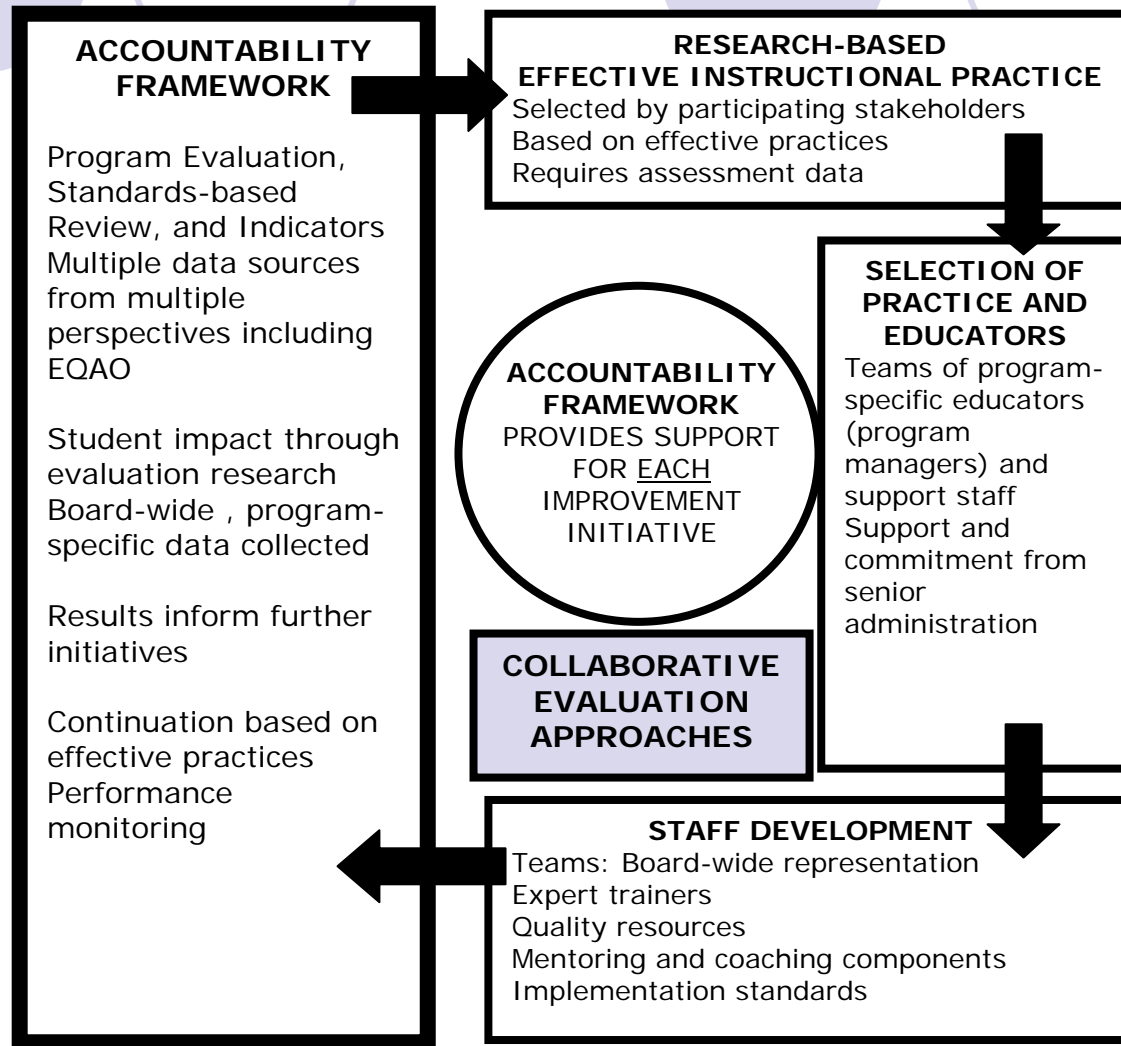 ACCOUNTABILITY
FRAMEWORK
Program Evaluation,
Standards-based
Review, and Indicators
Multiple data sources
from multiple
perspectives including
EQAO
Student impact through
evaluation research
Board-wide , program-
specific data collected
Results inform further
initiatives
Continuation based on
effective practices
Performance
monitoring
RESEARCH-BASED
EFFECTIVE INSTRUCTIONAL PRACTICE
Selected by participating stakeholders
Based on effective practices
Requires assessment data
SELECTION OF
PRACTICE AND
EDUCATORS
Teams of program-
specific educators
(program
managers) and
support staff
Support and
commitment from
senior
administration
ACCOUNTABILITY
FRAMEWORK
PROVIDES SUPPORT
FOR EACH
IMPROVEMENT
INITIATIVE
COLLABORATIVE
EVALUATION
APPROACHES
STAFF DEVELOPMENT
Teams: Board-wide representation
Expert trainers
Quality resources
Mentoring and coaching components
Implementation standards